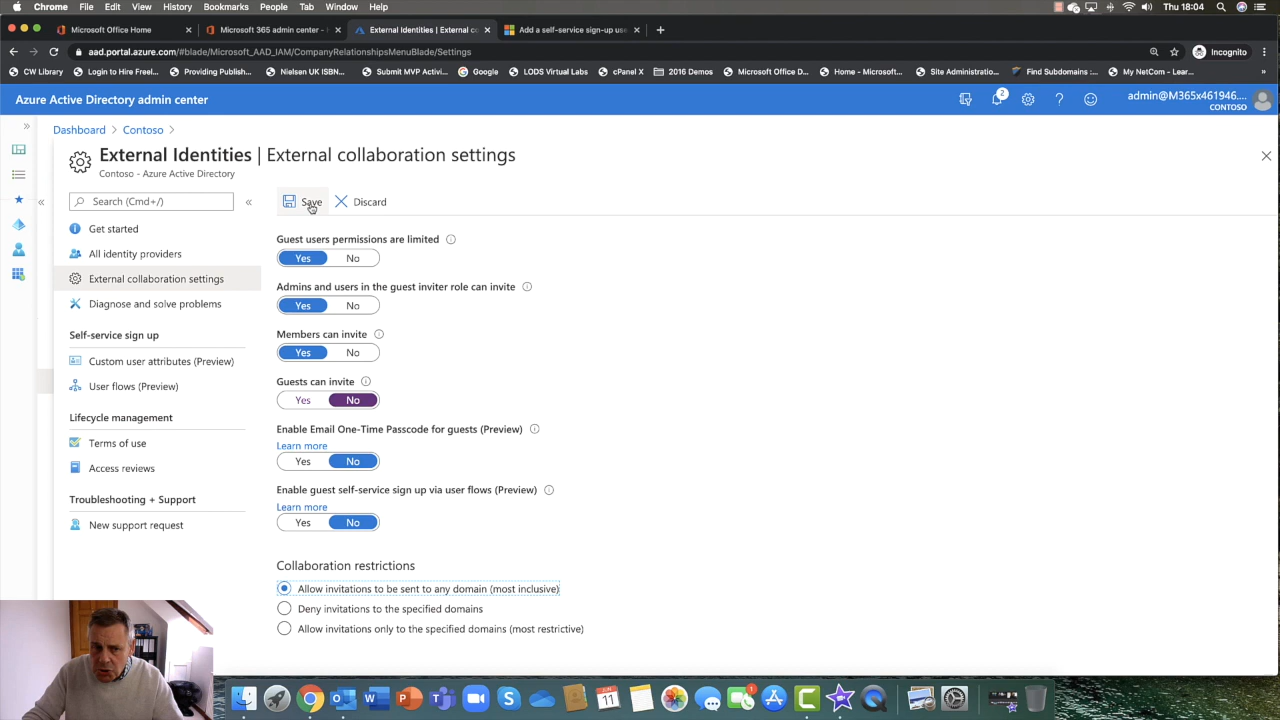 Chrome File Edit View History Bookmarks People Tab Window Help
Thu 18:04
Microsoft Office Home
Microsoft 365 admin center -
External Identities | External co
Add a self-service sign-up use
aad.portal.azure.com/#blade/Microsoft_AAD_IAM/CompanyRelationshipsMenuBlade/Settings
Incognito
CW Library
Login to Hire Freel...
Providing Publish...
Nielsen UK ISBN...
Submit MVP Activi...
Google
LODS Virtual Labs
cPanel X
2016 Demos
Microsoft Office D...
Home - Microsoft...
Site Administratio...
Find Subdomains :...
My NetCom - Lear...
»
Azure Active Directory admin center
2
admin@M365x461946....
CONTOSO
Dashboard > Contoso >
External Identities | External collaboration settings
Contoso - Azure Active Directory
Search (Cmd+/)
Save
Discard
Get started
All identity providers
External collaboration settings
Diagnose and solve problems
Self-service sign up
Custom user attributes (Preview)
User flows (Preview)
Lifecycle management
Terms of use
Access reviews
Troubleshooting + Support
New support request
Guest users permissions are limited
Yes No
Admins and users in the guest inviter role can invite
Yes No
Members can invite
Yes No
Guests can invite
Yes No
Enable Email One-Time Passcode for guests (Preview)
Learn more
Yes No
Enable guest self-service sign up via user flows (Preview)
Learn more
Yes No
Collaboration restrictions
Allow invitations to be sent to any domain (most inclusive)
Deny invitations to the specified domains
Allow invitations only to the specified domains (most restrictive)
11
1